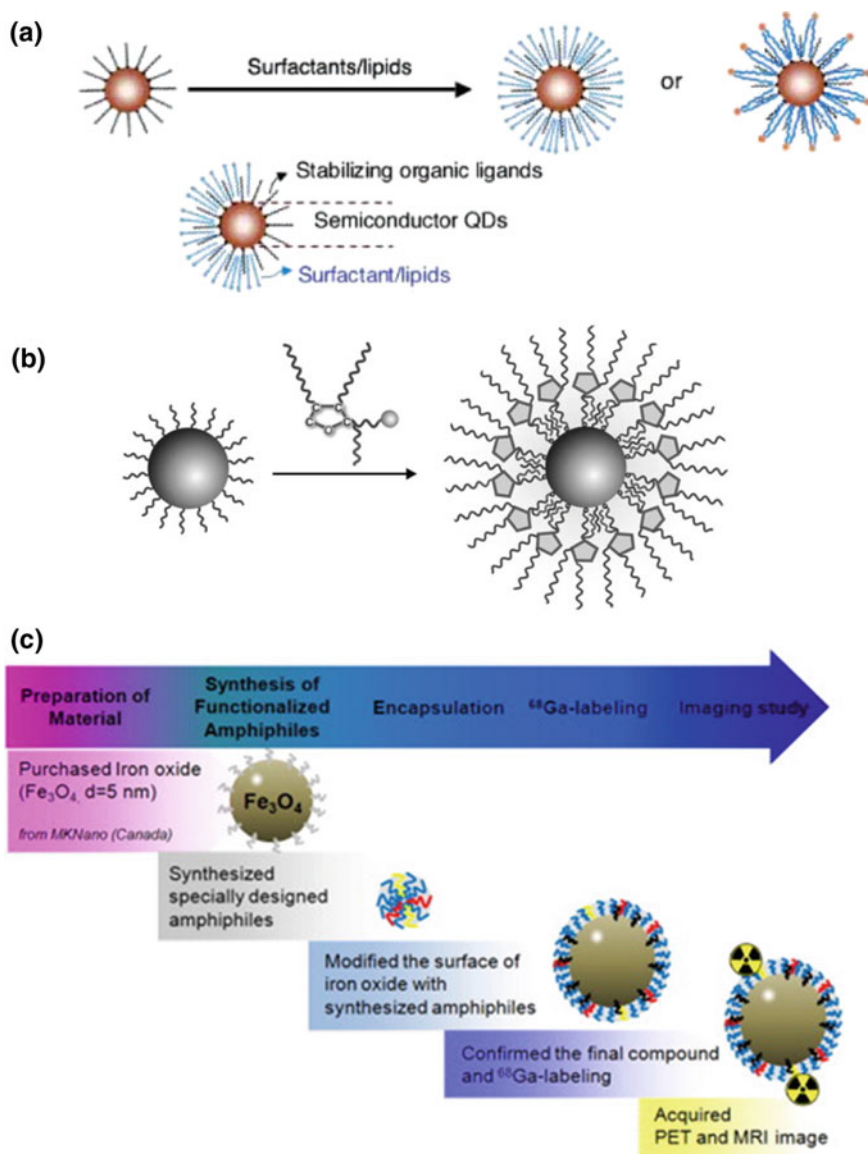 (a)
Surfactants/lipids
or
Stabilizing organic ligands
Semiconductor QDs
Surfactant/lipids
(b)
(c)
Preparation of
Material
Synthesis of
Functionalized
Amphiphiles
Encapsulation
⁶⁸Ga-labeling
Imaging study
Purchased Iron oxide
(Fe₃O₄, d=5 nm)
from MKNano (Canada)
Fe₃O₄
Synthesized
specially designed
amphiphiles
Modified the surface of
iron oxide with
synthesized amphiphiles
Confirmed the final compound
and ⁶⁸Ga-labeling
Acquired
PET and MRI image